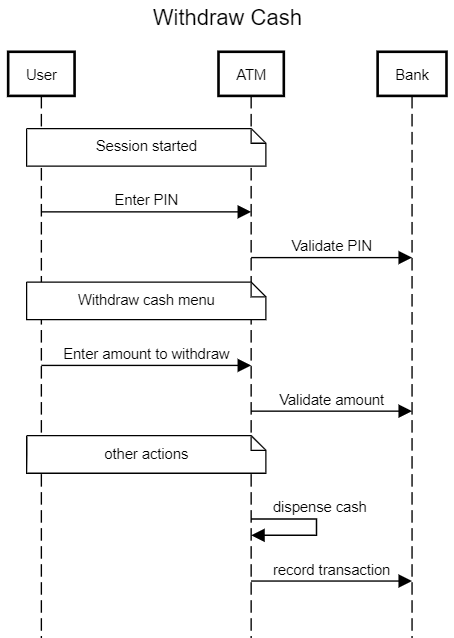 Withdraw Cash
User
ATM
Bank
Session started
Enter PIN
Validate PIN
Withdraw cash menu
Enter amount to withdraw
Validate amount
other actions
dispense cash
record transaction